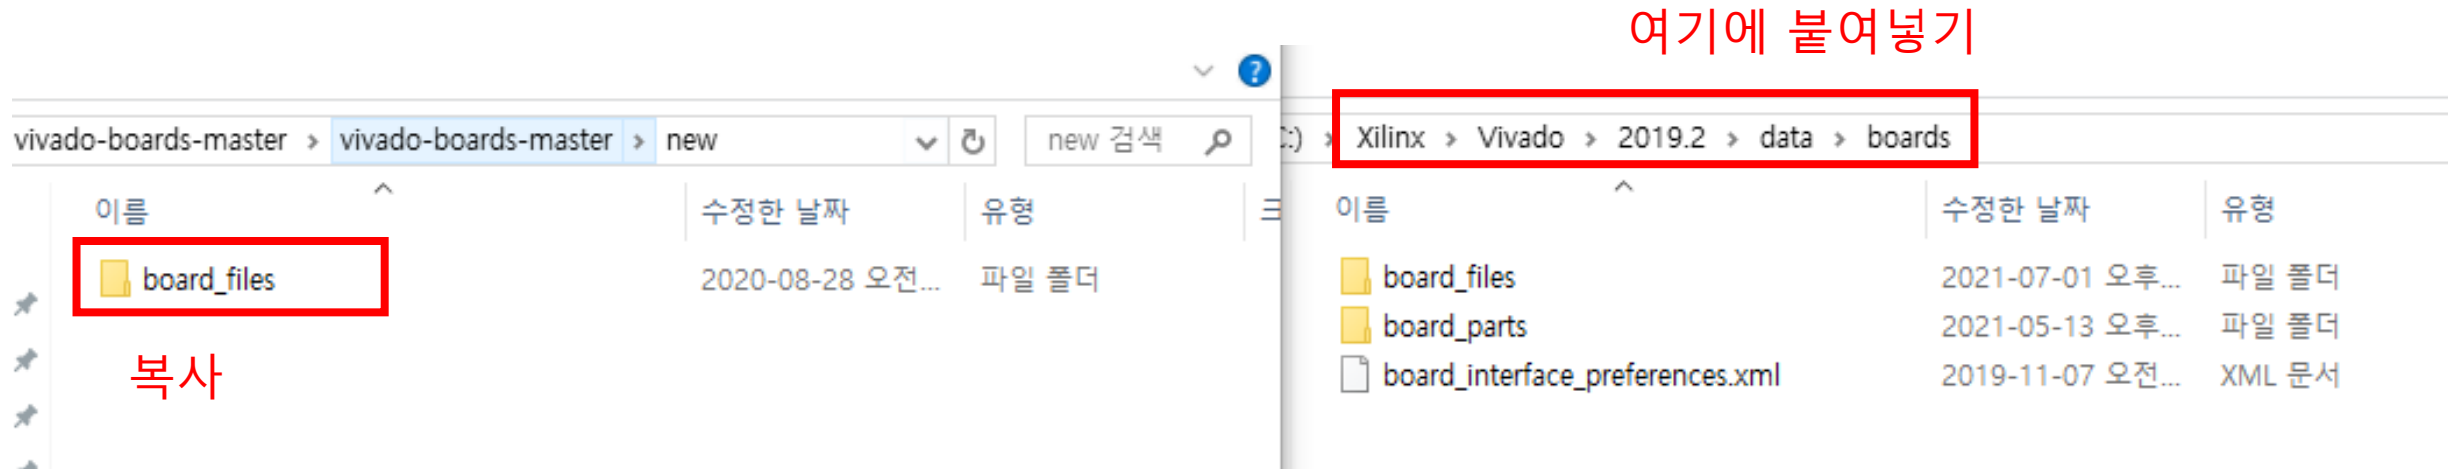 여기에 붙여넣기
vivado-boards-master > vivado-boards-master > new
new 검색
이름 수정한 날짜 유형
board_files 2020-08-28 오전... 파일 폴더
복사
:) > Xilinx > Vivado > 2019.2 > data > boards
이름 수정한 날짜 유형
board_files 2021-07-01 오후... 파일 폴더
board_parts 2021-05-13 오후... 파일 폴더
board_interface_preferences.xml 2019-11-07 오전... XML 문서